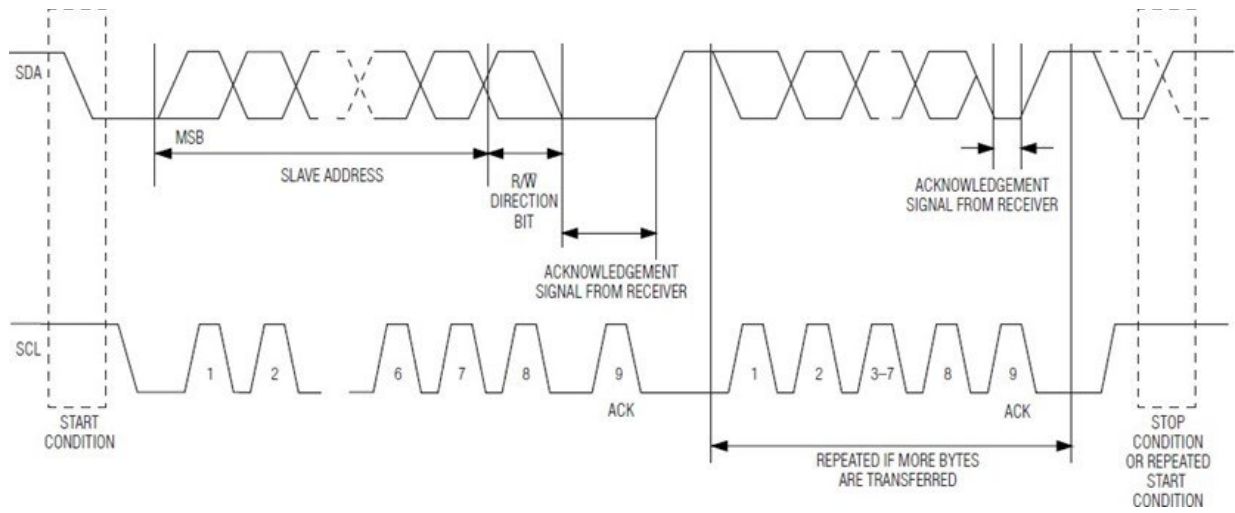 SDA
MSB
SLAVE ADDRESS
R/W
DIRECTION
BIT
ACKNOWLEDGEMENT
SIGNAL FROM RECEIVER
ACKNOWLEDGEMENT
SIGNAL FROM RECEIVER
SCL
1 2 6 7 8 9 1 2 3–7 8 9
ACK ACK
START
CONDITION
REPEATED IF MORE BYTES
ARE TRANSFERRED
STOP
CONDITION
OR REPEATED
START
CONDITION